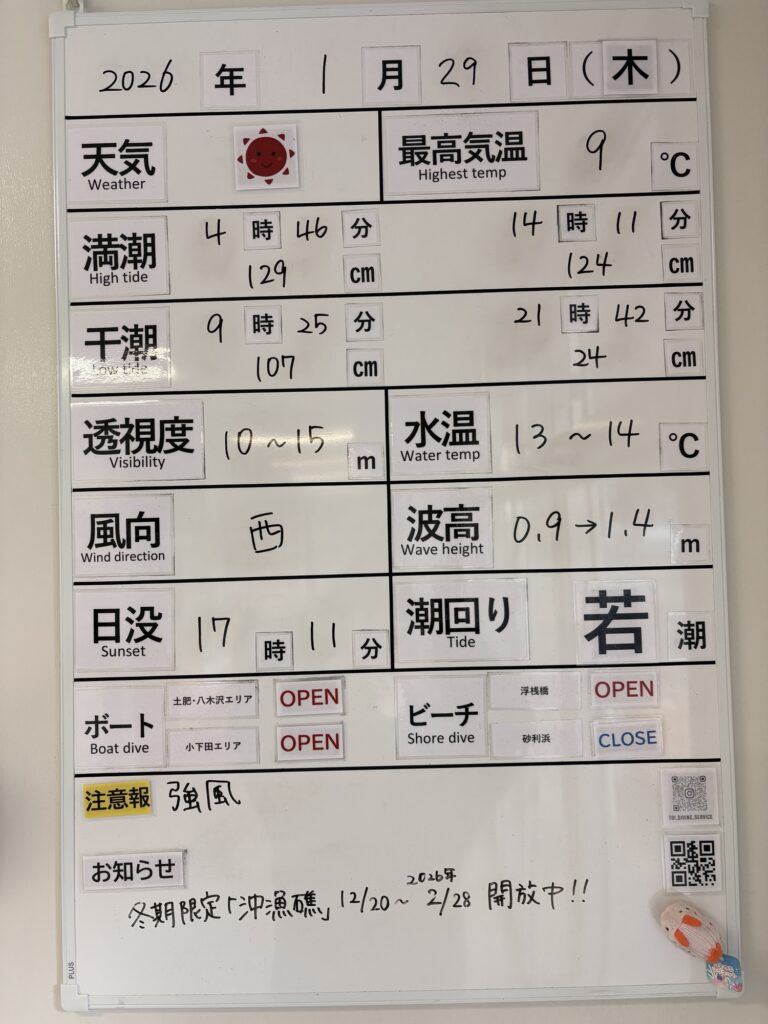 2026 年 1 月 29 日 (木)
天気 最高気温 9 ℃
Weather Highest temp
満潮 4 時 46 分 14 時 11 分
High tide 129 cm 124 cm
干潮 9 時 25 分 21 時 42 分
Low tide 107 cm 24 cm
透視度 10~15 m 水温 13~14 ℃
Visibility Water temp
風向 西 波高 0.9→1.4 m
Wind direction Wave height
日没 17 時 11 分 潮回り 若 潮
Sunset Tide
ボート 土肥・八木沢エリア OPEN ビーチ 浮桟橋 OPEN
Boat dive 小下田エリア OPEN Shore dive 砂利浜 CLOSE
注意報 強風
TOI_DIVING_SERVICE
お知らせ
2026年
冬期限定「沖漁礁」12/20~2/28 開放中!!
PLUS